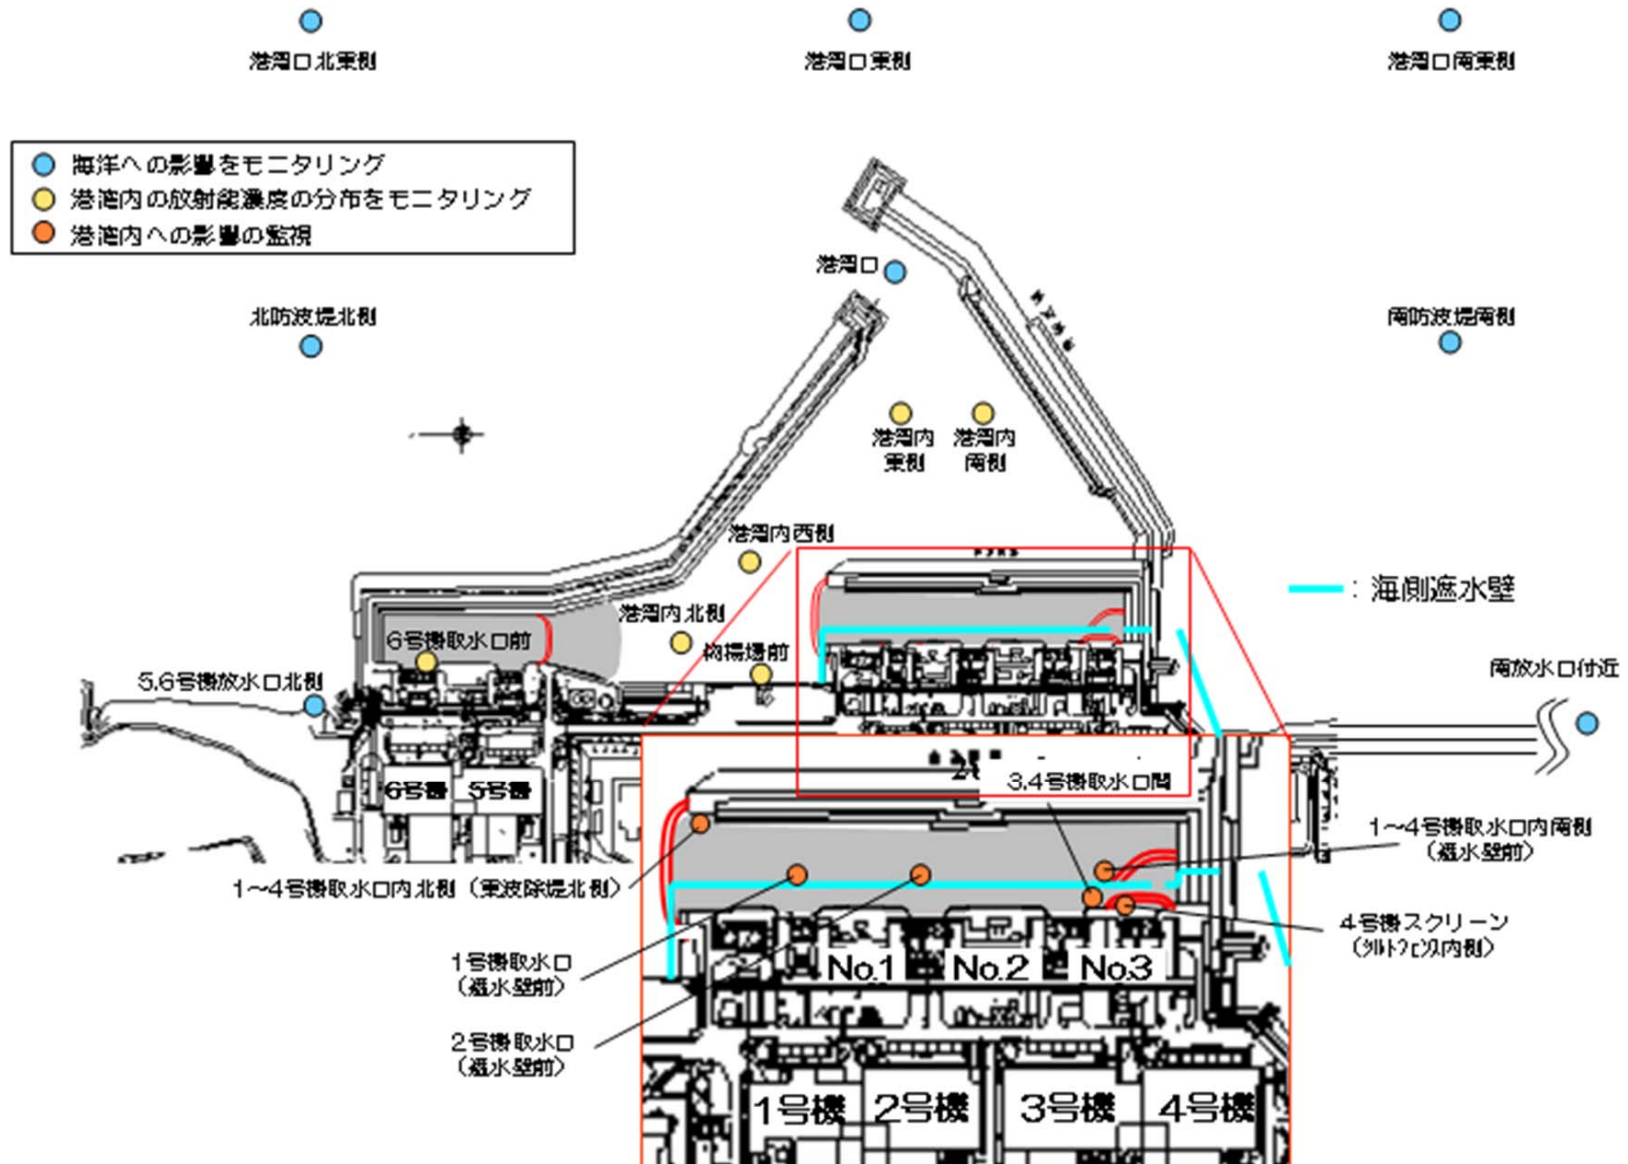 港湾口北東側
港湾口東側
港湾口南東側
海洋への影響をモニタリング
港湾内の放射能濃度の分布をモニタリング
港湾内への影響の監視
港湾口
北防波堤北側
南防波堤南側
港湾内
東側
港湾内
南側
港湾内西側
：海側遮水壁
港湾内北側
6号機取水口前
物揚場前
5,6号機放水口北側
南放水口付近
6号機
5号機
3,4号機取水口間
1～4号機取水口内南側
（遮水壁前）
1～4号機取水口内北側（東波除堤北側）
4号機スクリーン
（シルトフェンス内側）
1号機取水口
（遮水壁前）
No.1
No.2
No.3
2号機取水口
（遮水壁前）
1号機
2号機
3号機
4号機